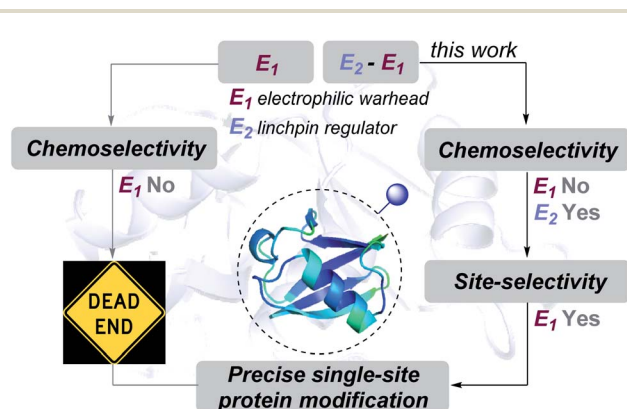 E1
E2 - E1
this work
E1 electrophilic warhead
E2 linchpin regulator
Chemoselectivity
E1 No
DEAD
END
Chemoselectivity
E1 No
E2 Yes
Site-selectivity
E1 Yes
Precise single-site
protein modification